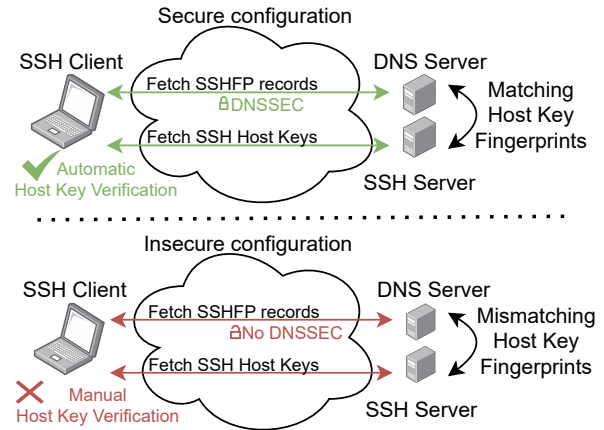 Secure configuration
SSH Client
DNS Server
Fetch SSHFP records
DNSSEC
Matching
Host Key
Fingerprints
Fetch SSH Host Keys
Automatic
Host Key Verification
SSH Server
Insecure configuration
SSH Client
DNS Server
Fetch SSHFP records
No DNSSEC
Mismatching
Host Key
Fingerprints
Fetch SSH Host Keys
Manual
Host Key Verification
SSH Server